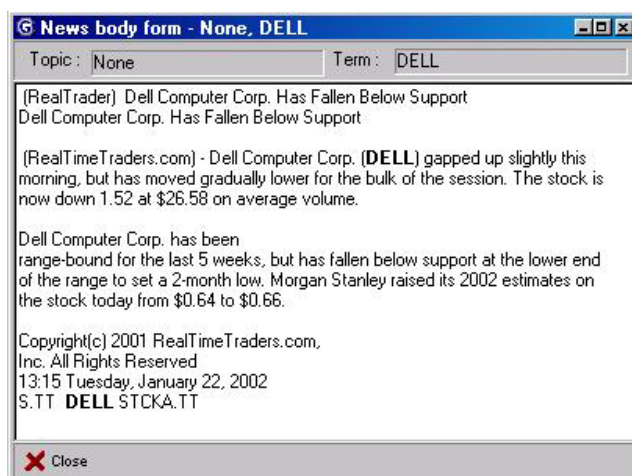 News body form - None, DELL
Topic : None Term : DELL
(RealTrader) Dell Computer Corp. Has Fallen Below Support
Dell Computer Corp. Has Fallen Below Support
(RealTimeTraders.com) - Dell Computer Corp. (DELL) gapped up slightly this
morning, but has moved gradually lower for the bulk of the session. The stock is
now down 1.52 at $26.58 on average volume.
Dell Computer Corp. has been
range-bound for the last 5 weeks, but has fallen below support at the lower end
of the range to set a 2-month low. Morgan Stanley raised its 2002 estimates on
the stock today from $0.64 to $0.66.
Copyright(c) 2001 RealTimeTraders.com,
Inc. All Rights Reserved
13:15 Tuesday, January 22, 2002
S.TT DELL STCKA.TT
Close